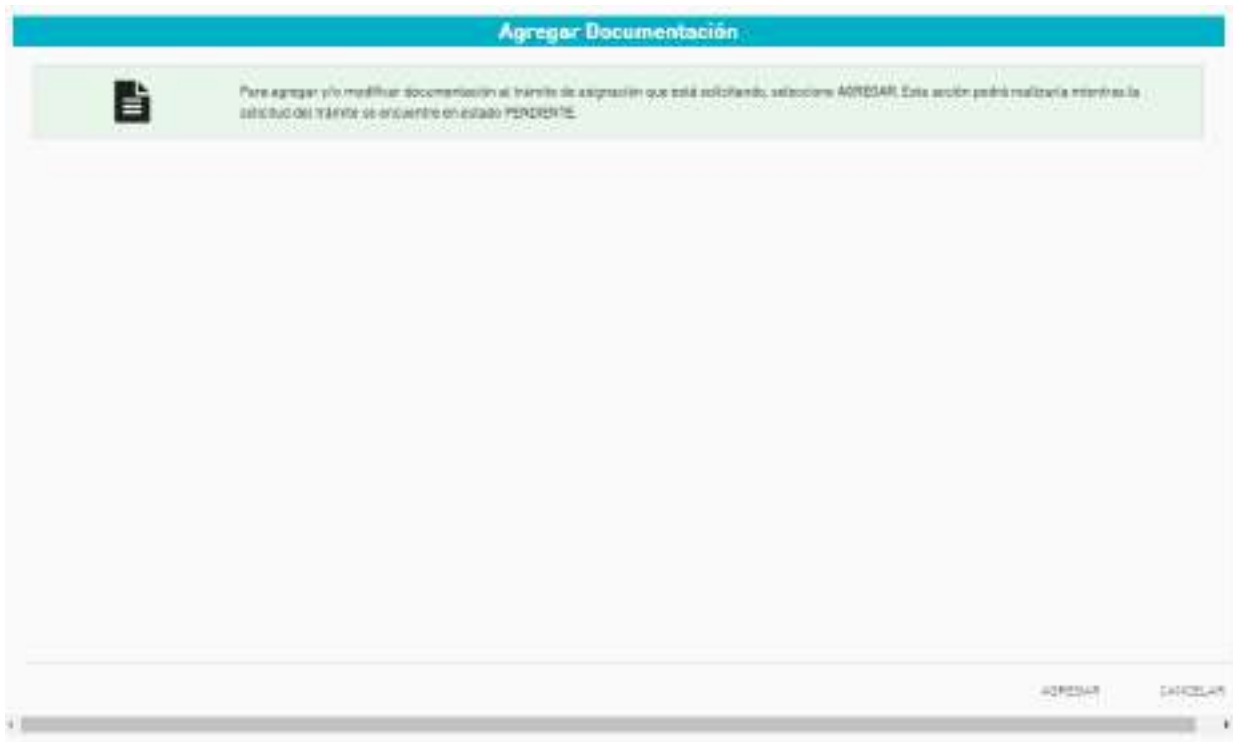 Agregar Documentación
Para agregar y/o modificar documentación al trámite de asignación que está solicitando, seleccione AGREGAR. Esta acción podrá realizarla mientras la
solicitud del trámite se encuentre en estado PENDIENTE.
AGREGAR
CANCELAR